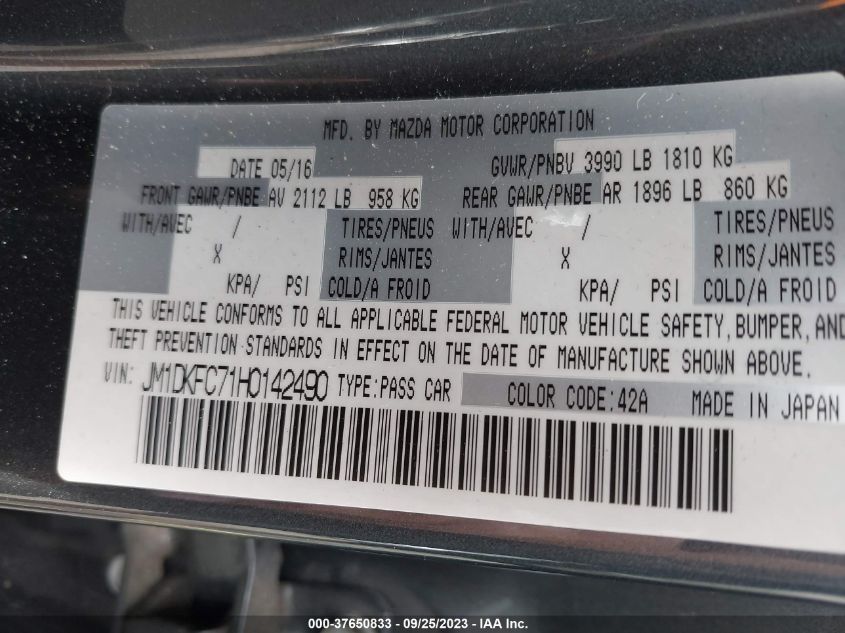 MFD. BY MAZDA MOTOR CORPORATION
DATE 05/16 GVWR/PNBV 3990 LB 1810 KG
FRONT GAWR/PNBE AV 2112 LB 958 KG REAR GAWR/PNBE AR 1896 LB 860 KG
WITH/AVEC / TIRES/PNEUS WITH/AVEC / TIRES/PNEUS
X RIMS/JANTES X RIMS/JANTES
KPA/ PSI COLD/A FROID KPA/ PSI COLD/A FROID
THIS VEHICLE CONFORMS TO ALL APPLICABLE FEDERAL MOTOR VEHICLE SAFETY, BUMPER, AND
THEFT PREVENTION STANDARDS IN EFFECT ON THE DATE OF MANUFACTURE SHOWN ABOVE.
VIN: JM1DKFC71H0142490 TYPE:PASS CAR COLOR CODE:42A MADE IN JAPAN
000-37650833 - 09/25/2023 - IAA Inc.